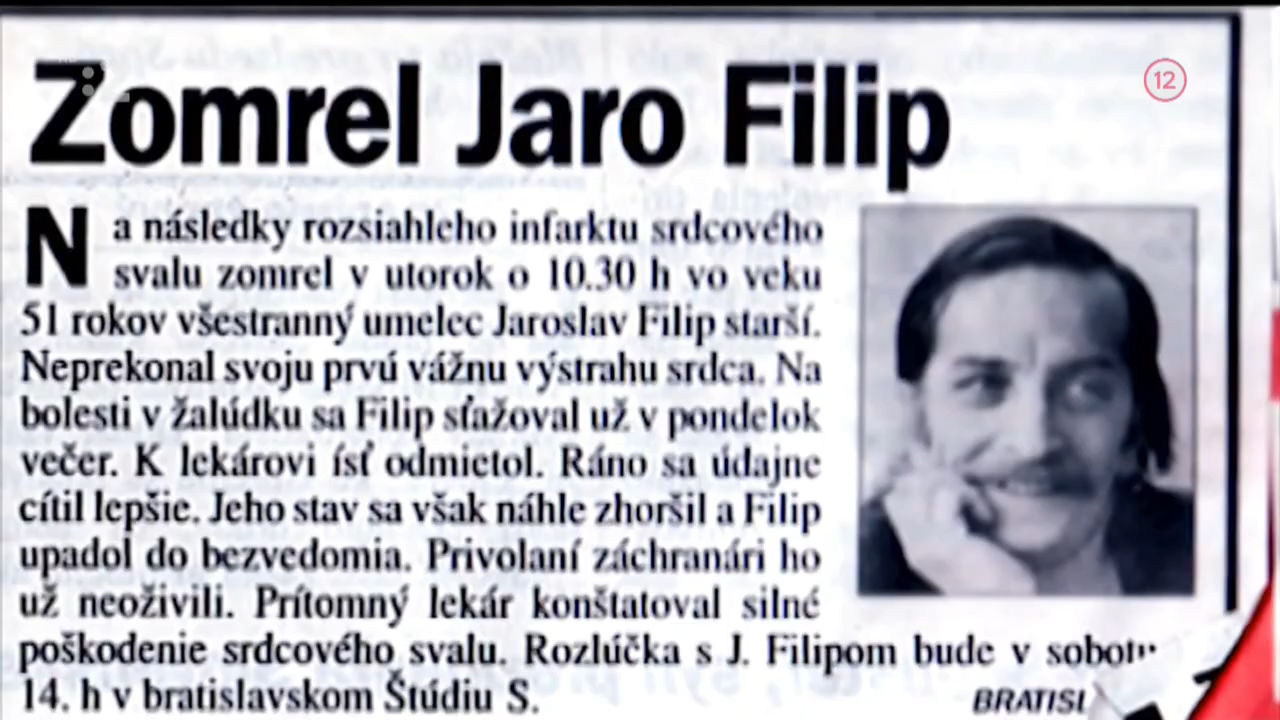 Zomrel Jaro Filip
12
Na následky rozsiahleho infarktu srdcového
svalu zomrel v utorok o 10.30 h vo veku
51 rokov všestranný umelec Jaroslav Filip starší.
Neprekonal svoju prvú vážnu výstrahu srdca. Na
bolesti v žalúdku sa Filip sťažoval už v pondelok
večer. K lekárovi ísť odmietol. Ráno sa údajne
cítil lepšie. Jeho stav sa však náhle zhoršil a Filip
upadol do bezvedomia. Privolaní záchranári ho
už neoživili. Prítomný lekár konštatoval silné
poškodenie srdcového svalu. Rozlúčka s J. Filipom bude v sobotu
14. h v bratislavskom Štúdiu S.